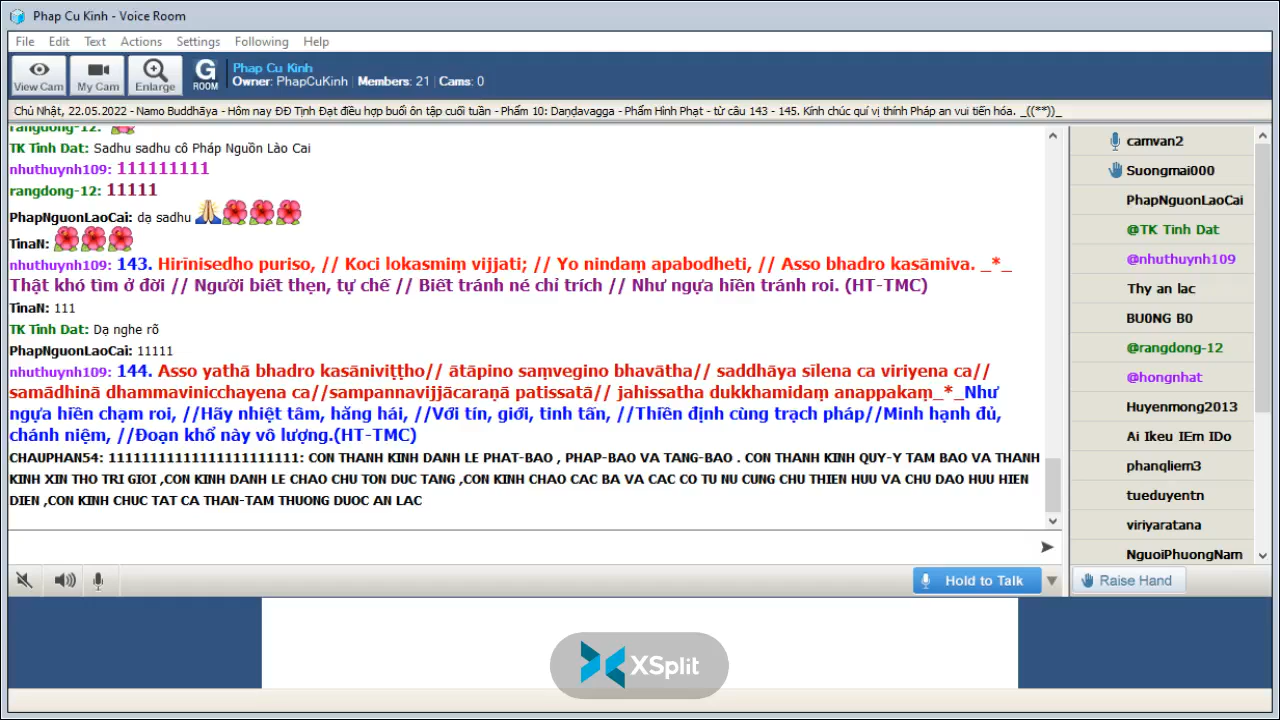 Phap Cu Kinh - Voice Room
File Edit Text Actions Settings Following Help
View Cam My Cam Enlarge G ROOM
Phap Cu Kinh
Owner: PhapCuKinh | Members: 21 | Cams: 0
Chủ Nhật, 22.05.2022 - Namo Buddhāya - Hôm nay ĐĐ Tịnh Đạt điều hợp buổi ôn tập cuối tuần - Phẩm 10: Daṇḍavagga - Phẩm Hình Phạt - từ câu 143 - 145. Kính chúc quí vị thính Pháp an vui tiến hóa. _((**))_
rangdong-12:
TK Tinh Dat: Sadhu sadhu cô Pháp Nguồn Lào Cai
nhuthuynh109: 111111111
rangdong-12: 11111
PhapNguonLaoCai: dạ sadhu
TinaN:
nhuthuynh109: 143. Hirīnisedho puriso, // Koci lokasmiṃ vijjati; // Yo nindaṃ apabodheti, // Asso bhadro kasāmiva. _*_
Thật khó tìm ở đời // Người biết thẹn, tự chế // Biết tránh né chỉ trích // Như ngựa hiền tránh roi. (HT-TMC)
TinaN: 111
TK Tinh Dat: Dạ nghe rõ
PhapNguonLaoCai: 11111
nhuthuynh109: 144. Asso yathā bhadro kasāniviṭṭho// ātāpino saṃvegino bhavātha// saddhāya sīlena ca viriyena ca//
samādhinā dhammavinicchayena ca//sampannavijjācaraṇā patissatā// jahissatha dukkhamidaṃ anappakaṃ_*_Như
ngựa hiền chạm roi, //Hãy nhiệt tâm, hăng hái, //Với tín, giới, tinh tấn, //Thiền định cùng trạch pháp//Minh hạnh đủ,
chánh niệm, //Đoạn khổ này vô lượng.(HT-TMC)
CHAUPHAN54: 11111111111111111111111: CON THANH KINH DANH LE PHAT-BAO , PHAP-BAO VA TANG-BAO . CON THANH KINH QUY-Y TAM BAO VA THANH
KINH XIN THO TRI GIOI ,CON KINH DANH LE CHAO CHU TON DUC TANG ,CON KINH CHAO CAC BA VA CAC CO TU NU CUNG CHU THIEN HUU VA CHU DAO HUU HIEN
DIEN ,CON KINH CHUC TAT CA THAN-TAM THUONG DUOC AN LAC
camvan2
Suongmai000
PhapNguonLaoCai
@TK Tinh Dat
@nhuthuynh109
Thy an lac
BU0NG B0
@rangdong-12
@hongnhat
Huyenmong2013
Ai Ikeu IEm IDo
phanqliem3
tueduyentn
viriyaratana
NguoiPhuongNam
Hold to Talk
Raise Hand
XSplit